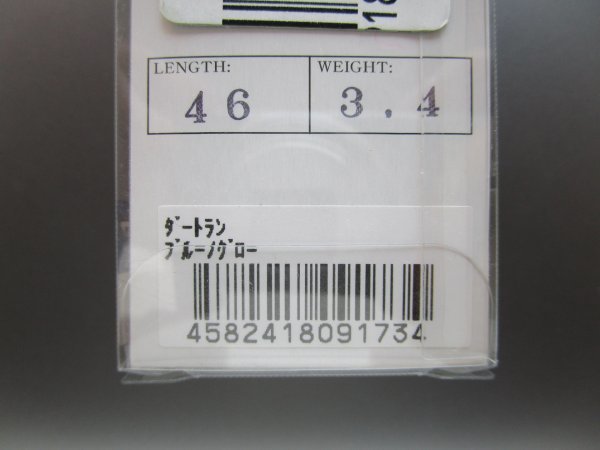 LENGTH: WEIGHT:
46 3.4
ﾀﾞｰﾄﾗﾝ
ﾌﾞﾙｰﾉｸﾞﾛｰ
4582418091734